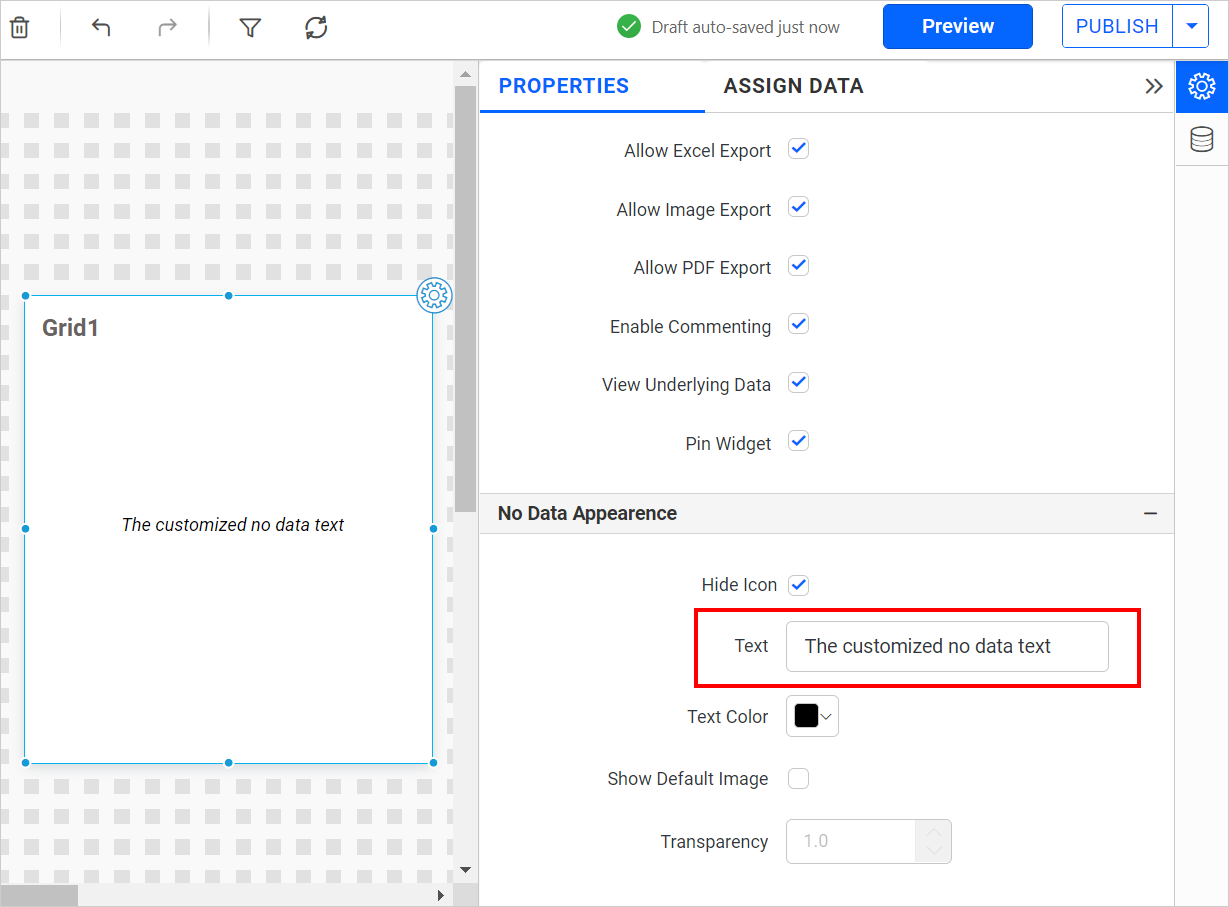 Draft auto-saved just now
Preview
PUBLISH
PROPERTIES
ASSIGN DATA
Allow Excel Export
Allow Image Export
Allow PDF Export
Enable Commenting
View Underlying Data
Pin Widget
Grid1
The customized no data text
No Data Appearence
Hide Icon
Text The customized no data text
Text Color
Show Default Image
Transparency 1.0